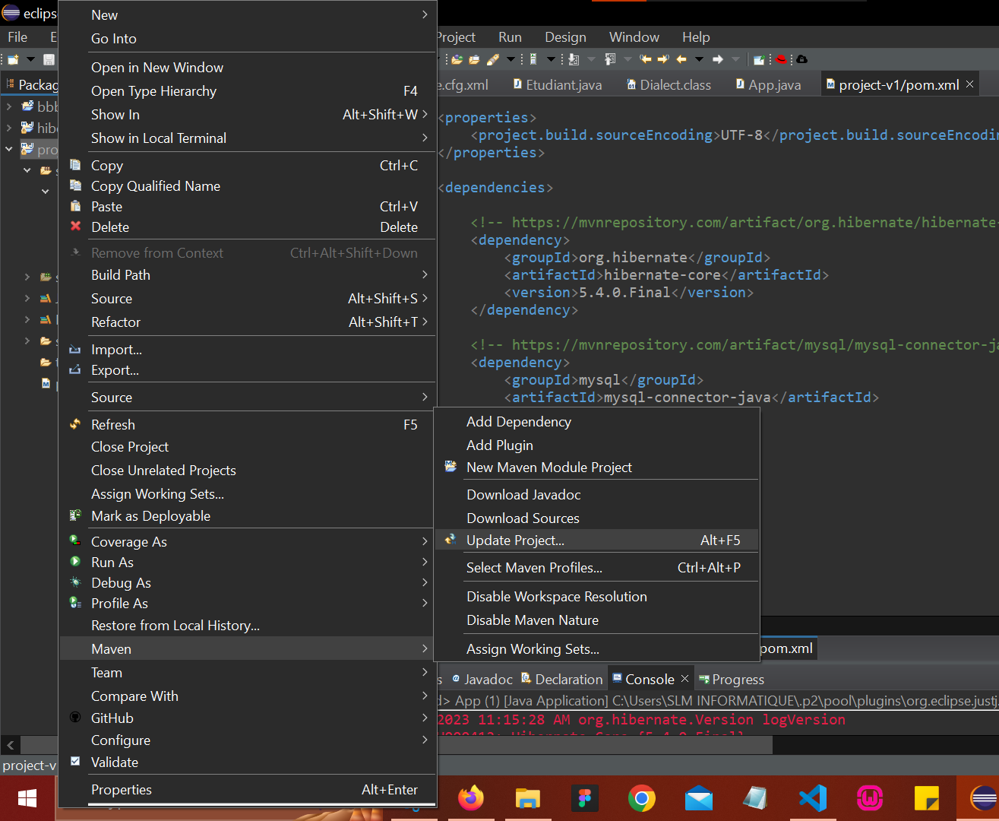 eclips
New
Go Into
Open in New Window
Open Type Hierarchy F4
Show In Alt+Shift+W
Show in Local Terminal
Copy Ctrl+C
Copy Qualified Name
Paste Ctrl+V
Delete Delete
Remove from Context Ctrl+Alt+Shift+Down
Build Path
Source Alt+Shift+S
Refactor Alt+Shift+T
Import...
Export...
Source
Refresh F5
Close Project
Close Unrelated Projects
Assign Working Sets...
Mark as Deployable
Coverage As
Run As
Debug As
Profile As
Restore from Local History...
Maven
Team
Compare With
GitHub
Configure
Validate
Properties Alt+Enter
File E Project Run Design Window Help
Packag
bbb
hibe
pro
project-v
e.cfg.xml Etudiant.java Dialect.class App.java project-v1/pom.xml
<properties>
<project.build.sourceEncoding>UTF-8</project.build.sourceEncodin
</properties>
<dependencies>
<!-- https://mvnrepository.com/artifact/org.hibernate/hibernate-
<dependency>
<groupId>org.hibernate</groupId>
<artifactId>hibernate-core</artifactId>
<version>5.4.0.Final</version>
</dependency>
<!-- https://mvnrepository.com/artifact/mysql/mysql-connector-ja
<dependency>
<groupId>mysql</groupId>
<artifactId>mysql-connector-java</artifactId>
Add Dependency
Add Plugin
New Maven Module Project
Download Javadoc
Download Sources
Update Project... Alt+F5
Select Maven Profiles... Ctrl+Alt+P
Disable Workspace Resolution
Disable Maven Nature
Assign Working Sets...
pom.xml
s Javadoc Declaration Console Progress
d> App (1) [Java Application] C:\Users\SLM INFORMATIQUE\.p2\pool\plugins\org.eclipse.justj.
2023 11:15:28 AM org.hibernate.Version logVersion